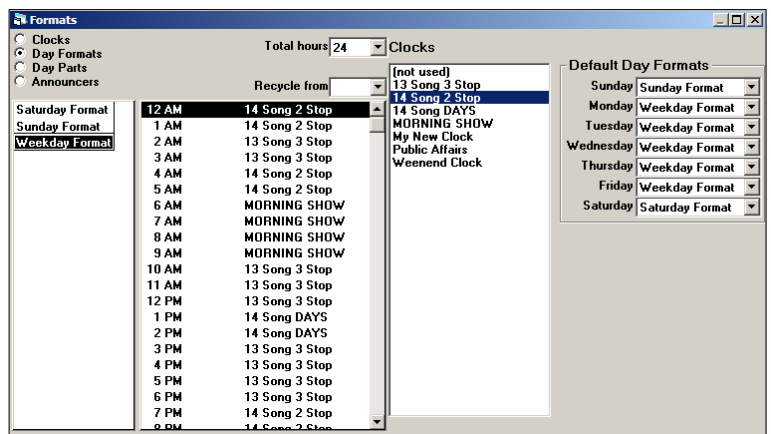 Formats
Clocks
Day Formats
Day Parts
Announcers
Total hours 24
Recycle from
Saturday Format
Sunday Format
Weekday Format
12 AM 14 Song 2 Stop
1 AM 14 Song 2 Stop
2 AM 13 Song 3 Stop
3 AM 13 Song 3 Stop
4 AM 14 Song 2 Stop
5 AM 14 Song 2 Stop
6 AM MORNING SHOW
7 AM MORNING SHOW
8 AM MORNING SHOW
9 AM MORNING SHOW
10 AM 13 Song 3 Stop
11 AM 13 Song 3 Stop
12 PM 13 Song 3 Stop
1 PM 14 Song DAYS
2 PM 14 Song DAYS
3 PM 13 Song 3 Stop
4 PM 13 Song 3 Stop
5 PM 13 Song 3 Stop
6 PM 13 Song 3 Stop
7 PM 14 Song 2 Stop
8 PM 14 Song 2 Stop
Clocks
(not used)
13 Song 3 Stop
14 Song 2 Stop
14 Song DAYS
MORNING SHOW
My New Clock
Public Affairs
Weenend Clock
Default Day Formats
Sunday Sunday Format
Monday Weekday Format
Tuesday Weekday Format
Wednesday Weekday Format
Thursday Weekday Format
Friday Weekday Format
Saturday Saturday Format